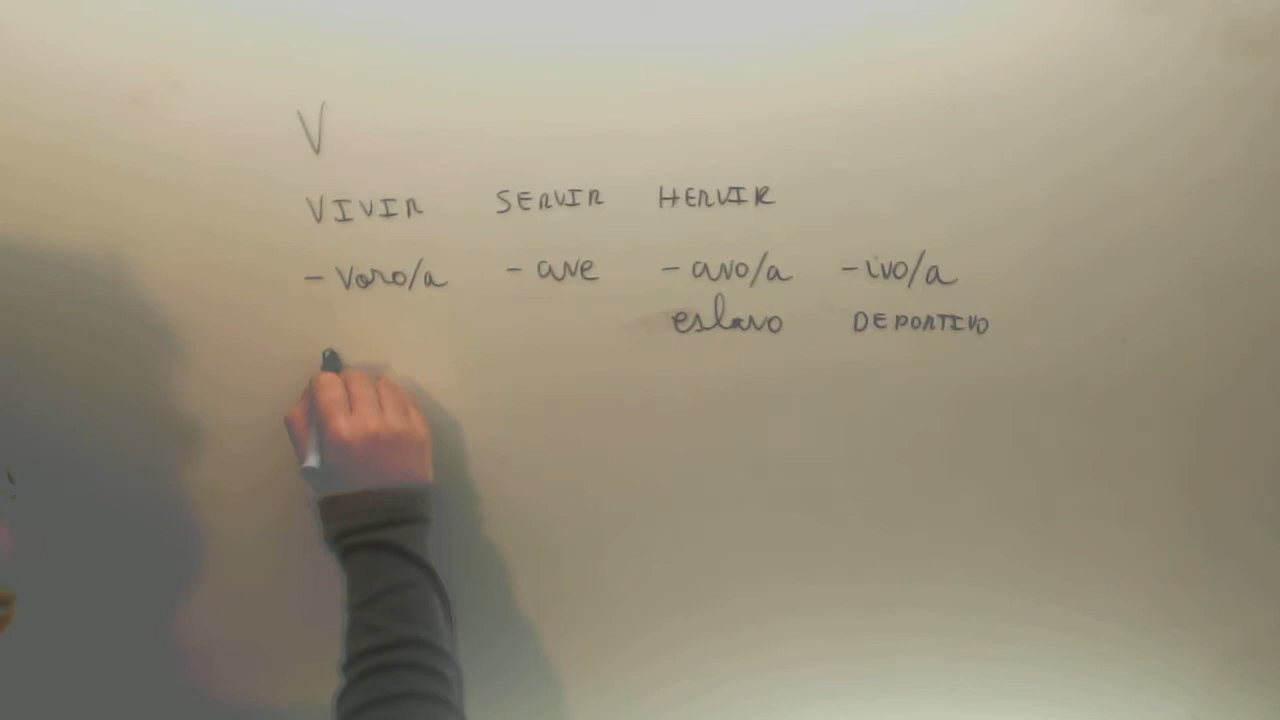 V
VIVIR SERVIR HERVIR
- voro/a - ave - avo/a - ivo/a
eslavo DEPORTIVO